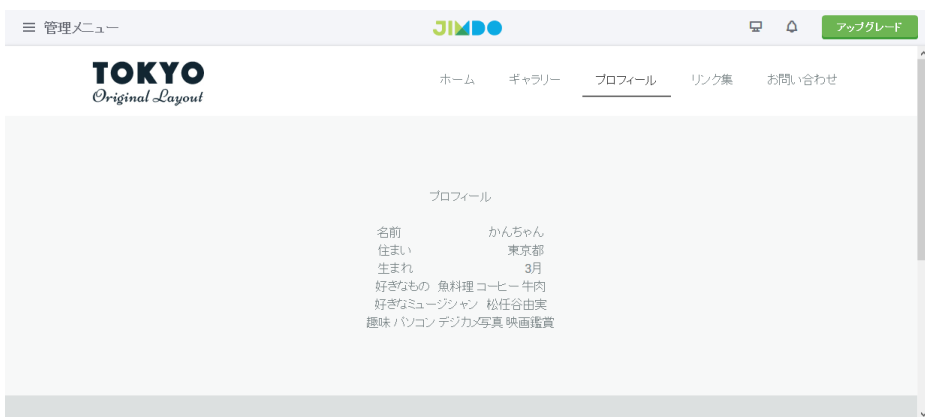 管理メニュー
JIMDO
アップグレード
TOKYO
Original Layout
ホーム ギャラリー プロフィール リンク集 お問い合わせ
プロフィール
名前 かんちゃん
住まい 東京都
生まれ 3月
好きなもの 魚料理 コーヒー 牛肉
好きなミュージシャン 松任谷由実
趣味 パソコン デジカメ写真 映画鑑賞